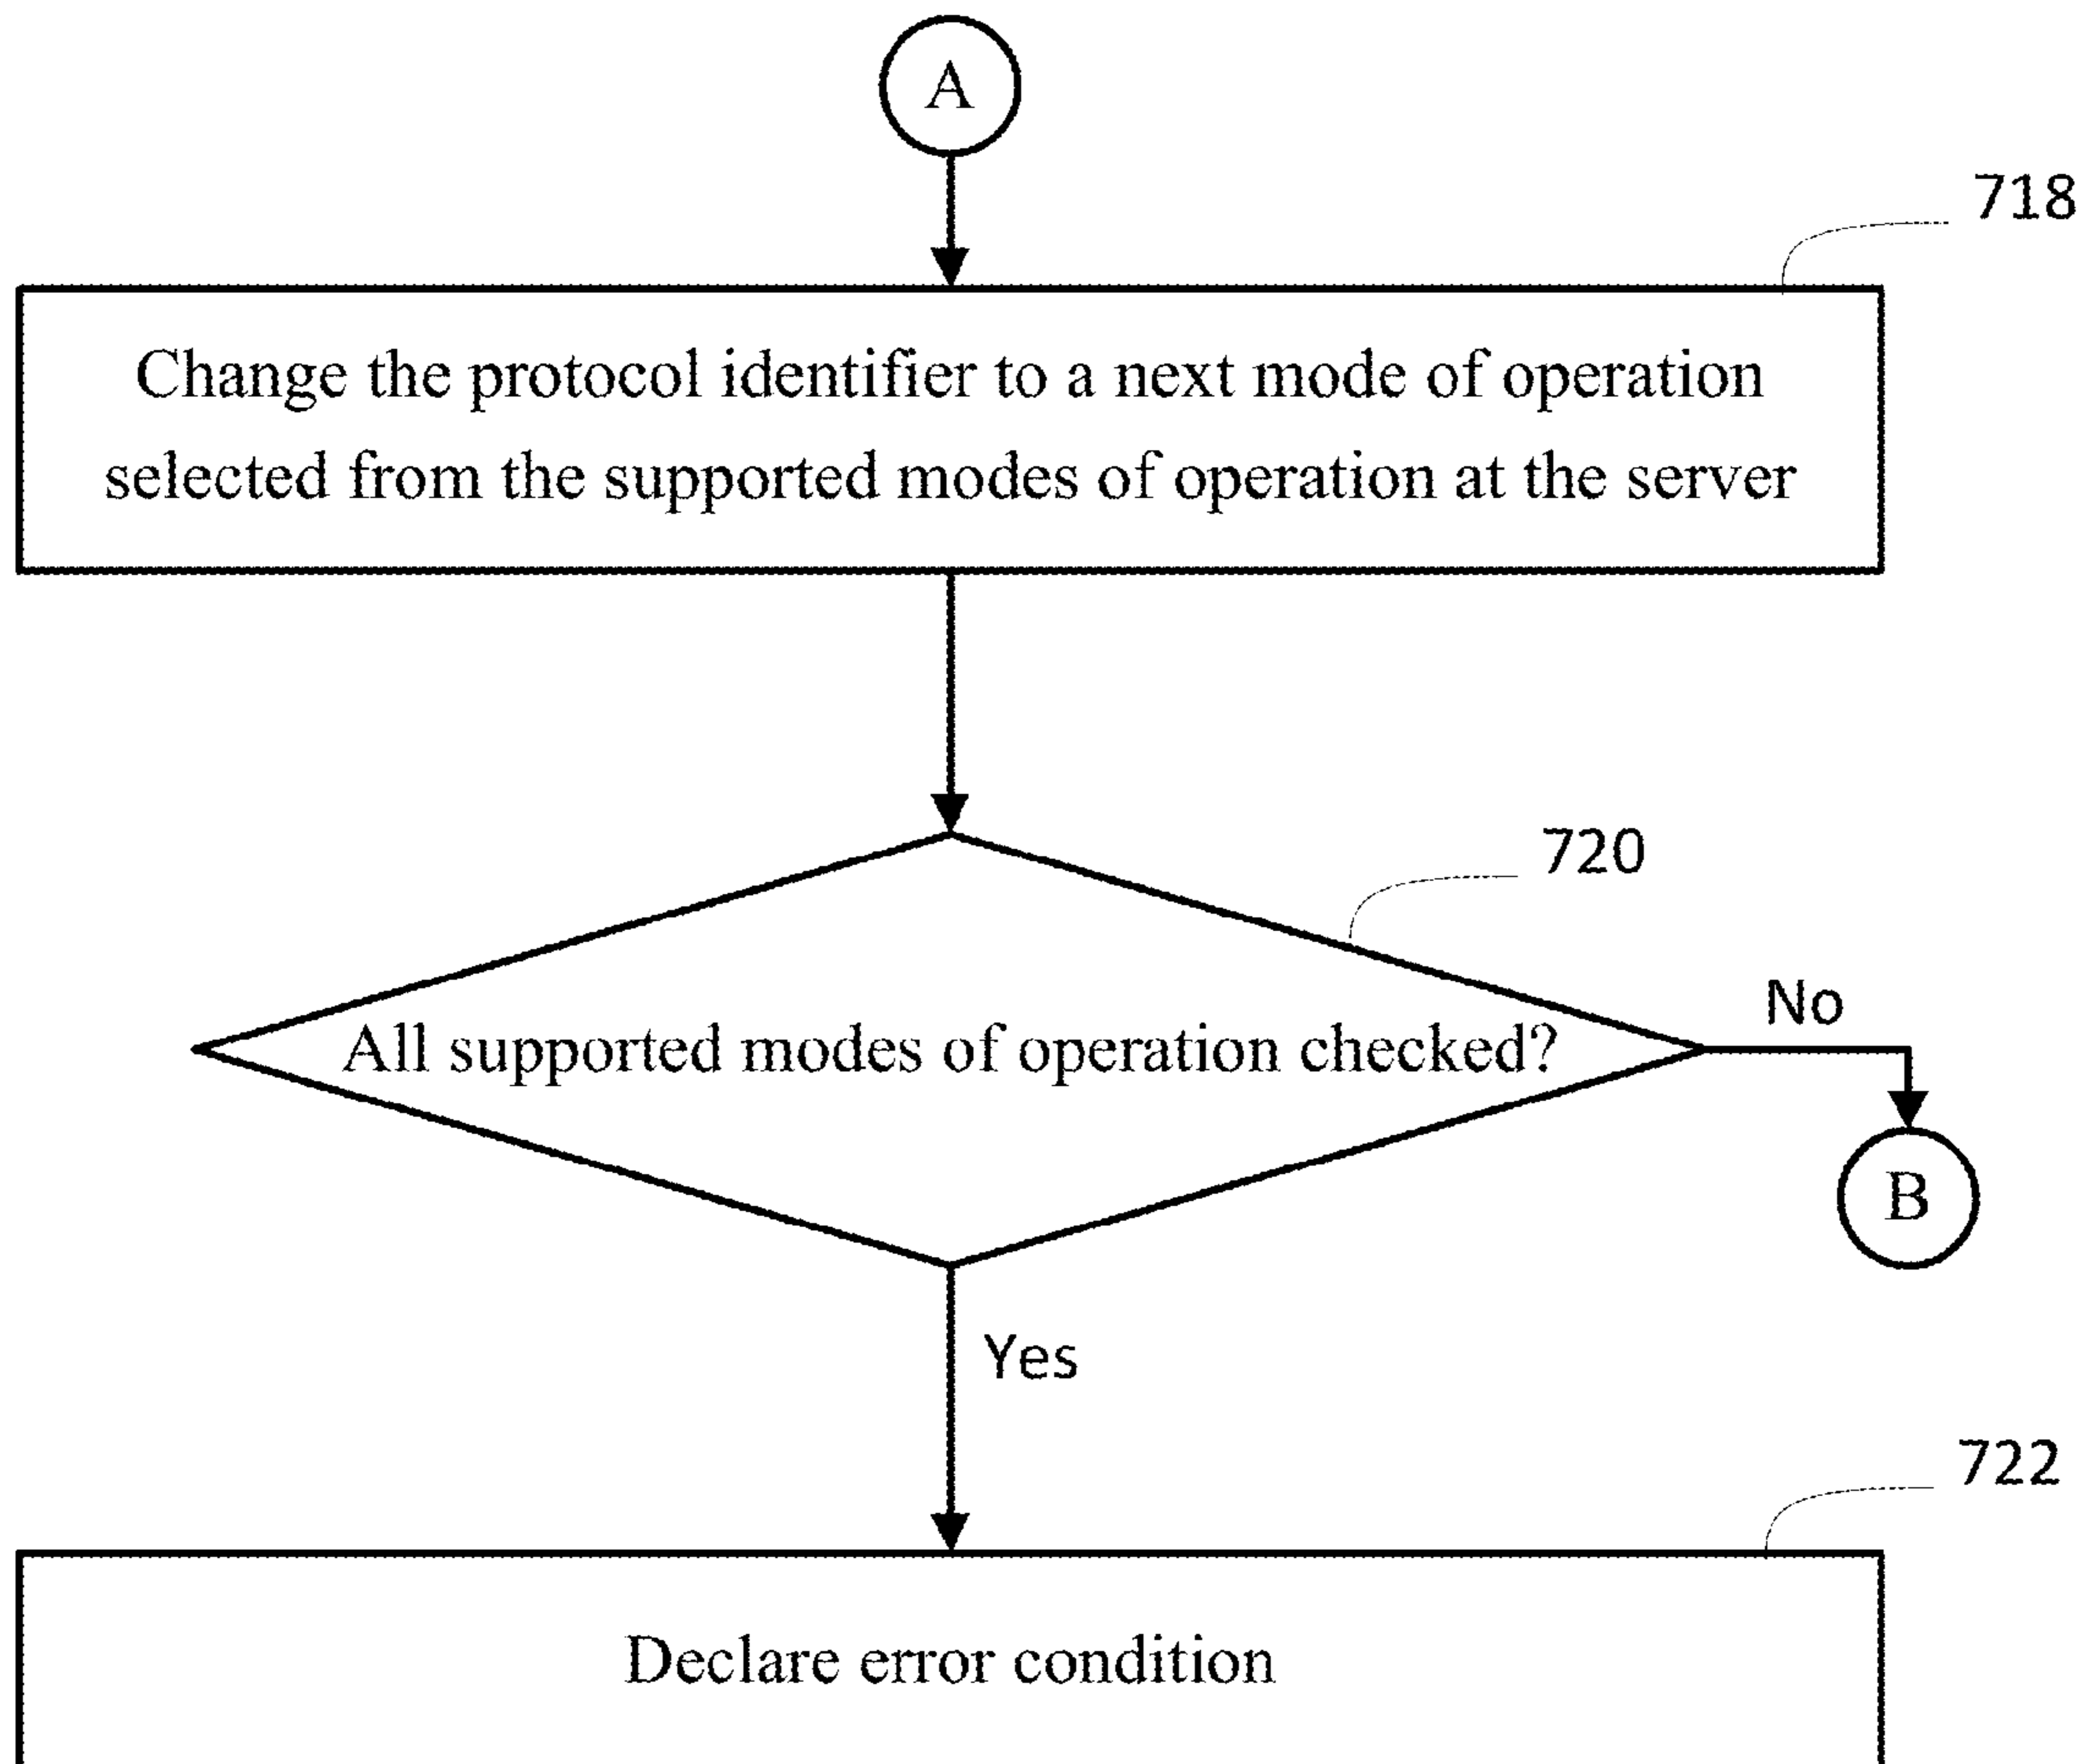 A
718
Change the protocol identifier to a next mode of operation
selected from the supported modes of operation at the server
720
No
All supported modes of operation checked?
B
Yes
722
Declare error condition